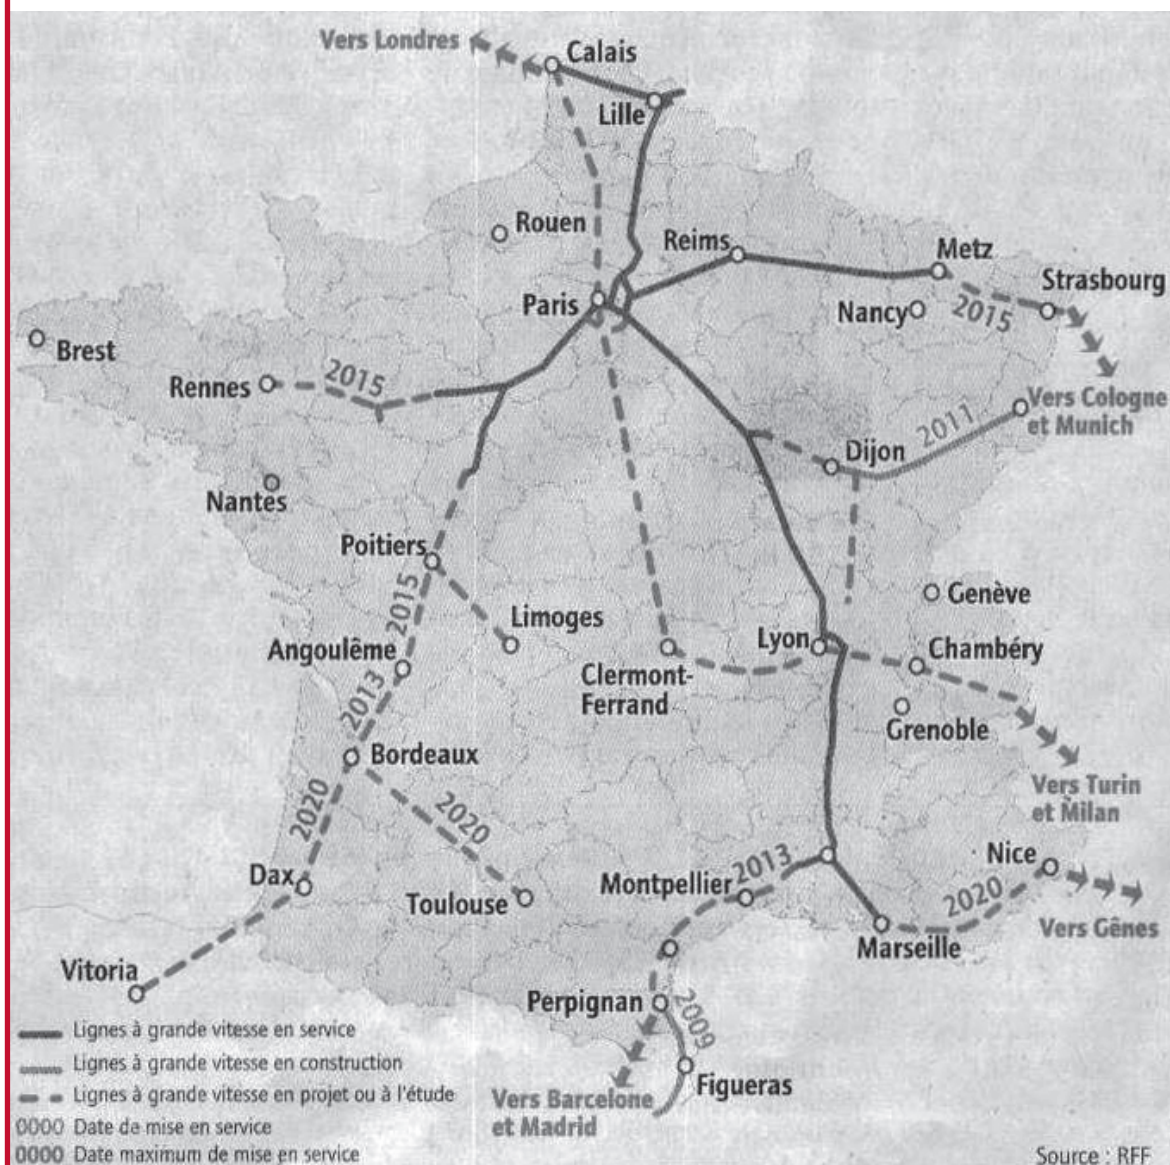 Vers Londres
Calais
Lille
Rouen
Reims
Metz
Strasbourg
Paris
Nancy
2015
Brest
Rennes
2015
Vers Cologne
et Munich
2011
Dijon
Nantes
Poitiers
2015
Limoges
Genève
Angoulême
Lyon
Chambéry
Clermont-
Ferrand
2013
Grenoble
Bordeaux
Vers Turin
et Milan
2020
2020
Nice
2013
Dax
Montpellier
Toulouse
2020
Vers Gênes
Marseille
Vitoria
Perpignan
2009
Figueras
Vers Barcelone
et Madrid
Lignes à grande vitesse en service
Lignes à grande vitesse en construction
Lignes à grande vitesse en projet ou à l'étude
0000 Date de mise en service
0000 Date maximum de mise en service
Source : RFF